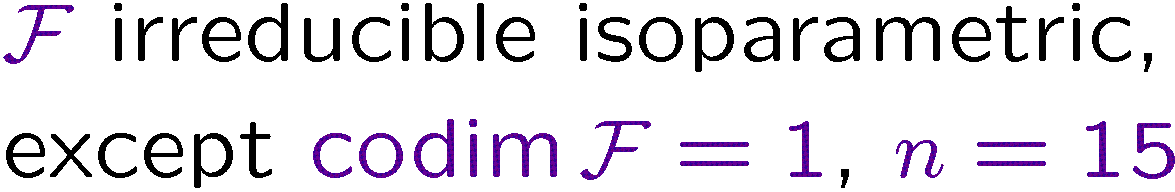 ℱ irreducible isoparametric,
except codim ℱ = 1, n = 15